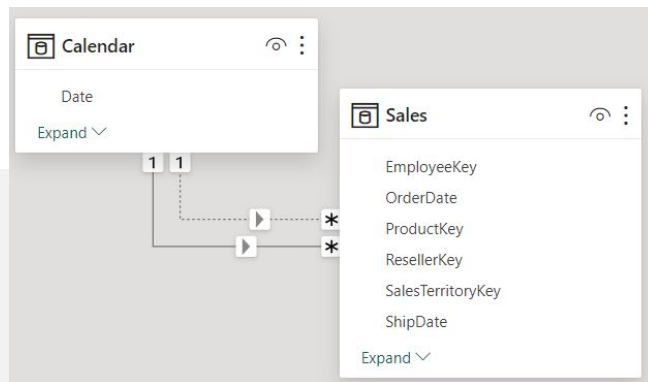 Calendar
Date
Expand
1 1
*
*
Sales
EmployeeKey
OrderDate
ProductKey
ResellerKey
SalesTerritoryKey
ShipDate
Expand